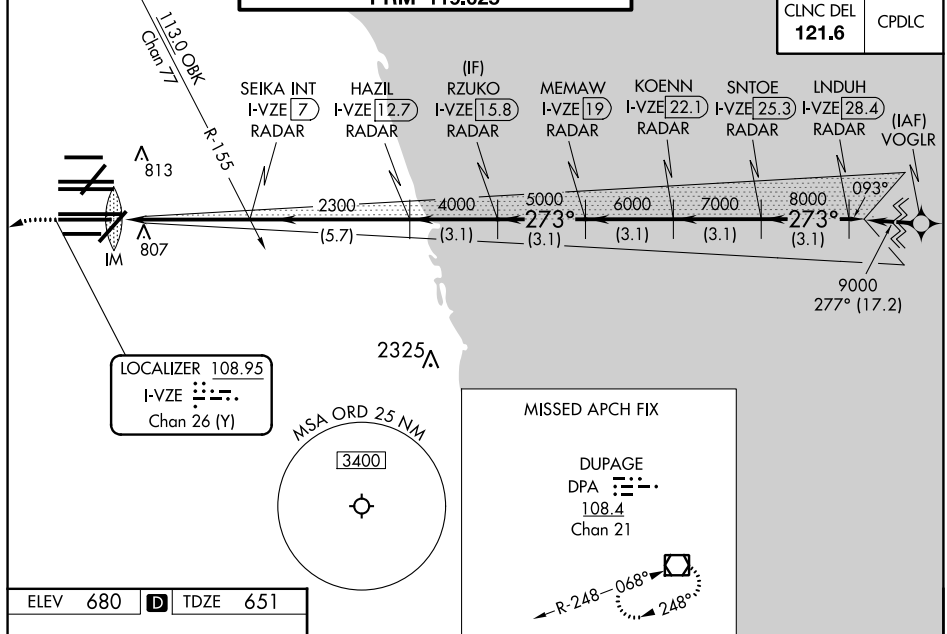 PRM 119.625
CLNC DEL
121.6
CPDLC
113.0 OBK
Chan 77
R-155
SEIKA INT
I-VZE 7
RADAR
HAZIL
I-VZE 12.7
RADAR
(IF)
RZUKO
I-VZE 15.8
RADAR
MEMAW
I-VZE 19
RADAR
KOENN
I-VZE 22.1
RADAR
SNTOE
I-VZE 25.3
RADAR
LNDUH
I-VZE 28.4
RADAR
(IAF)
VOGLR
813
807
IM
2300
4000
5000
6000
7000
8000
093°
273°
273°
(5.7)
(3.1)
(3.1)
(3.1)
(3.1)
(3.1)
9000
277° (17.2)
LOCALIZER 108.95
I-VZE
Chan 26 (Y)
2325
MSA ORD 25 NM
3400
MISSED APCH FIX
DUPAGE
DPA
108.4
Chan 21
R-248
068°
248°
ELEV 680 D TDZE 651